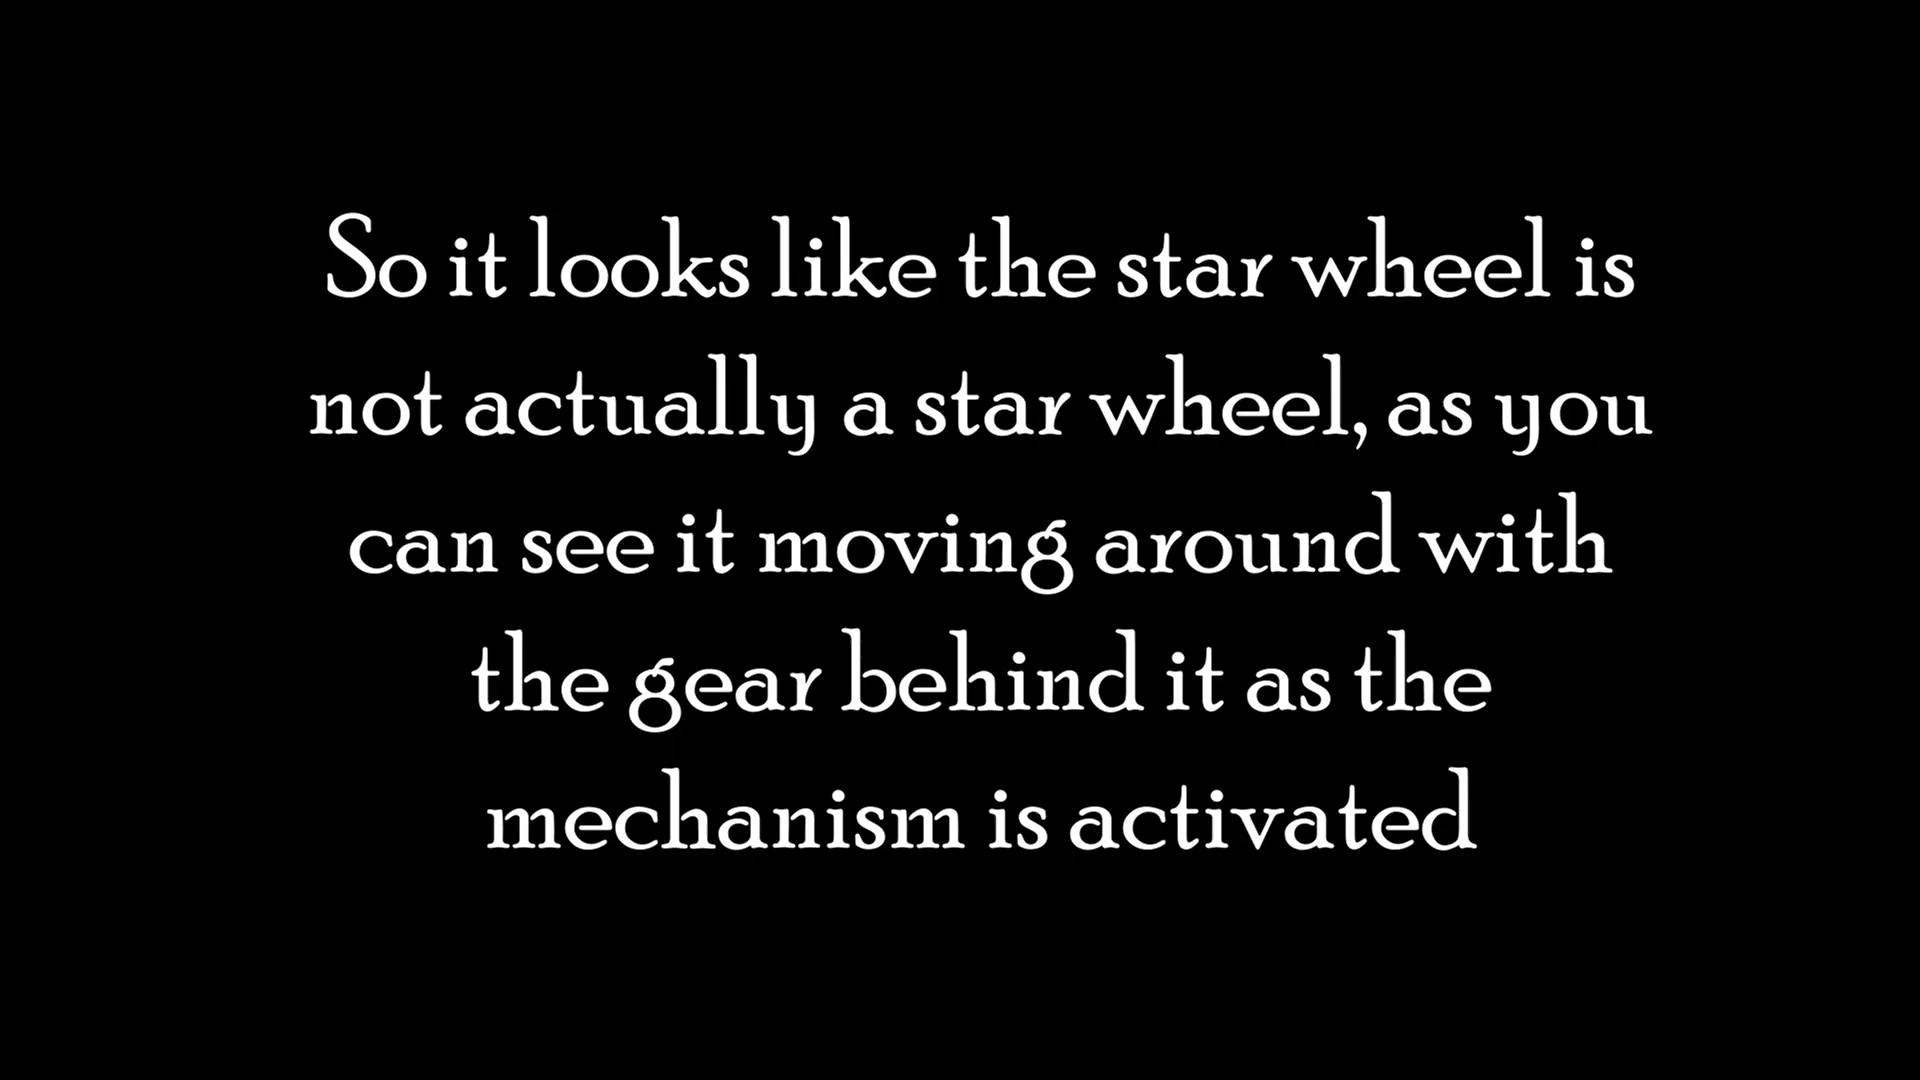 So it looks like the star wheel is
not actually a star wheel, as you
can see it moving around with
the gear behind it as the
mechanism is activated